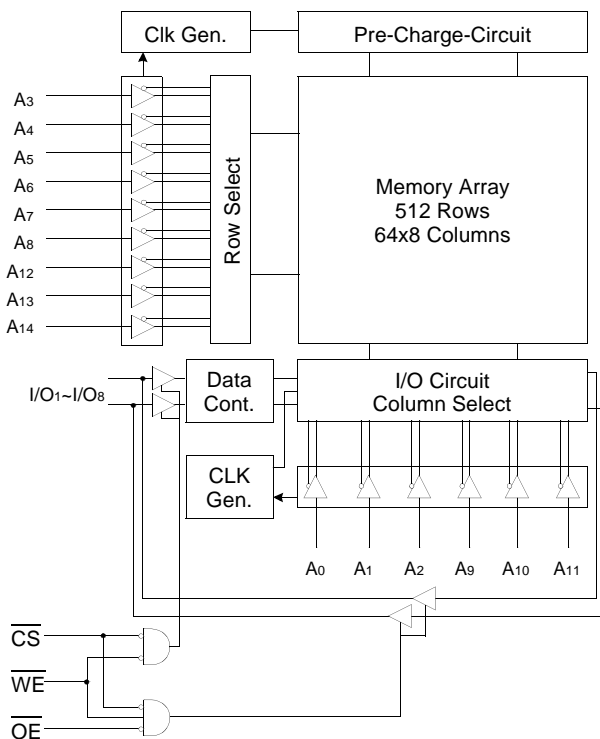 Clk Gen.
Pre-Charge-Circuit
A3
A4
A5
A6
A7
A8
A12
A13
A14
Row Select
Memory Array
512 Rows
64x8 Columns
I/O1~I/O8
Data
Cont.
I/O Circuit
Column Select
CLK
Gen.
A0 A1 A2 A9 A10 A11
CS
WE
OE